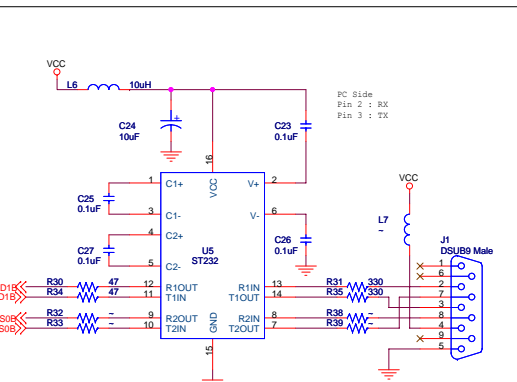 VCC
L6 10uH
PC Side
Pin 2 : RX
Pin 3 : TX
C24
10uF
C23
0.1uF
16
VCC
1 C1+
V+ 2
C25
0.1uF
3 C1-
V- 6
4 C2+
C27
0.1uF
5 C2-
U5
ST232
C26
0.1uF
VCC
L7
~
J1
DSUB9 Male
D1B R30 47 12 R1OUT
R1IN 13 R31 330
D1B R34 47 11 T1IN
T1OUT 14 R35 330
S0B R32 ~ 9 R2OUT
R2IN 8 R38 ~
S0B R33 ~ 10 T2IN
T2OUT 7 R39 ~
GND
15
1
6
2
7
3
8
4
9
5